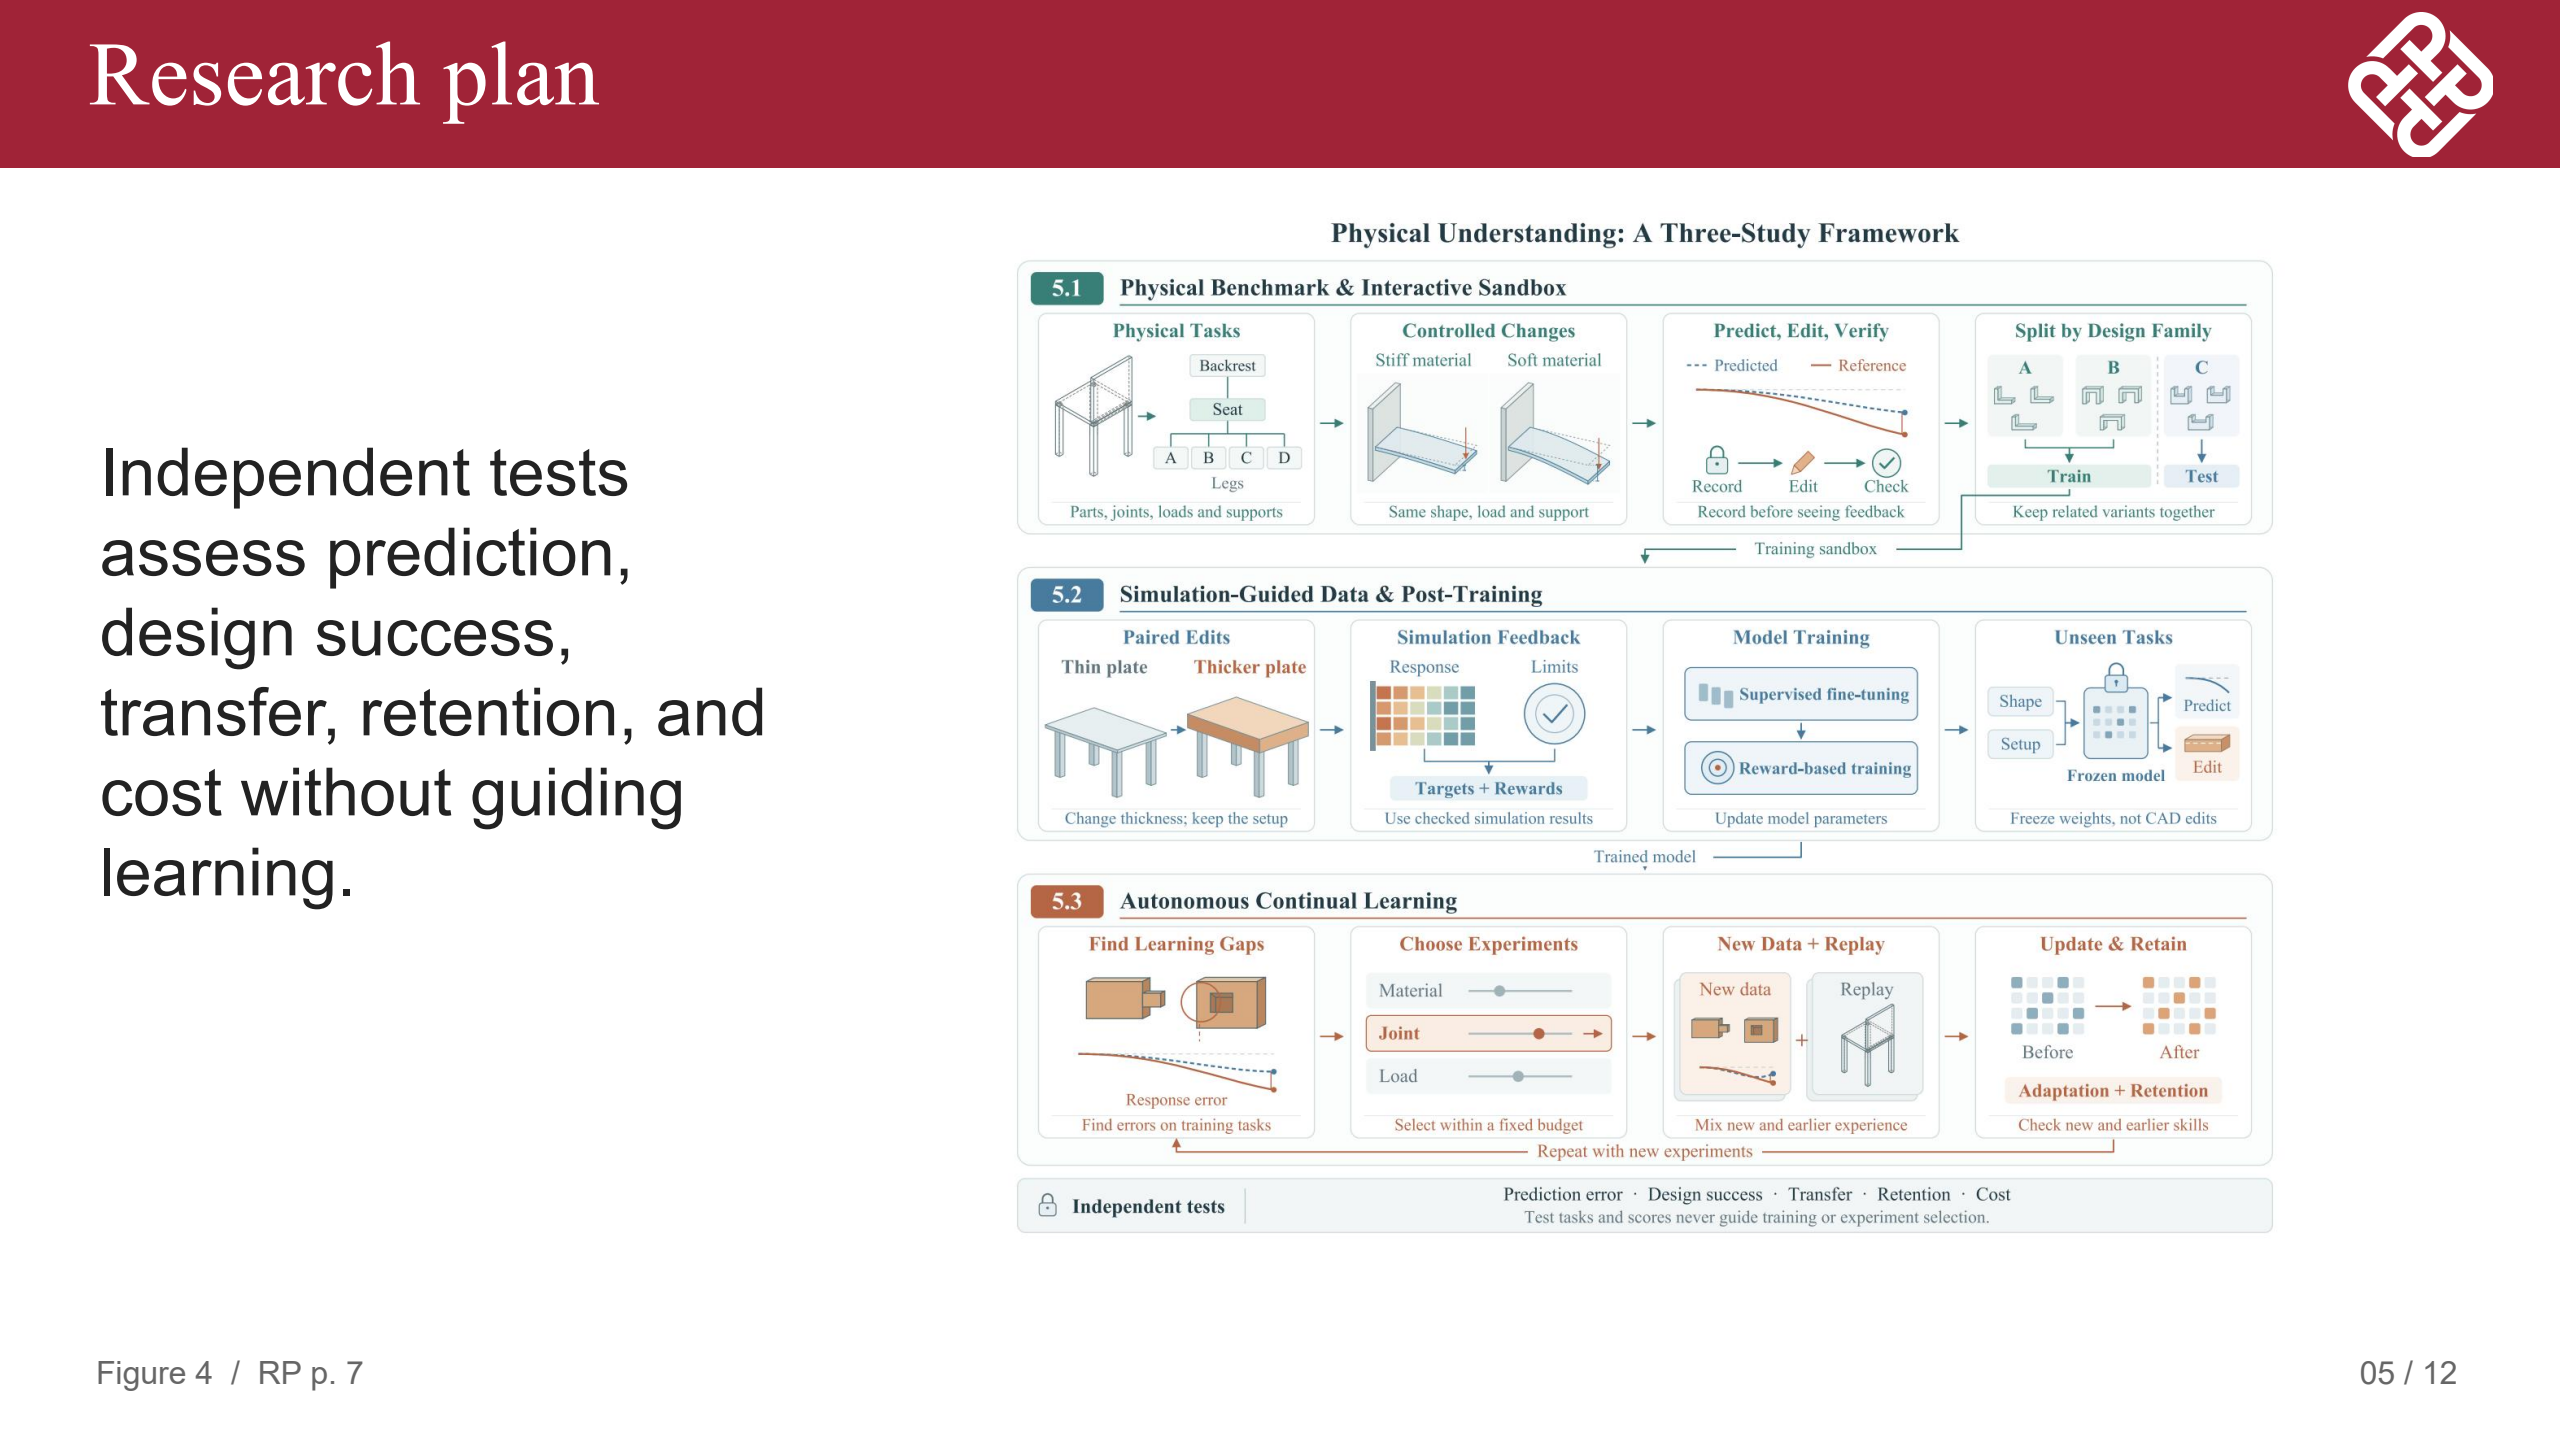 Research plan
Independent tests
assess prediction,
design success,
transfer, retention, and
cost without guiding
learning.
Physical Understanding: A Three-Study Framework
5.1 Physical Benchmark & Interactive Sandbox
Physical Tasks
Backrest
Seat
A B C D
Legs
Parts, joints, loads and supports
Controlled Changes
Stiff material Soft material
Same shape, load and support
Predict, Edit, Verify
Predicted Reference
Record Edit Check
Record before seeing feedback
Split by Design Family
A B C
Train Test
Keep related variants together
Training sandbox
5.2 Simulation-Guided Data & Post-Training
Paired Edits
Thin plate Thicker plate
Change thickness; keep the setup
Simulation Feedback
Response Limits
Targets + Rewards
Use checked simulation results
Model Training
Supervised fine-tuning
Reward-based training
Update model parameters
Unseen Tasks
Shape
Setup
Predict
Edit
Frozen model
Freeze weights, not CAD edits
Trained model
5.3 Autonomous Continual Learning
Find Learning Gaps
Response error
Find errors on training tasks
Choose Experiments
Material
Joint
Load
Select within a fixed budget
New Data + Replay
New data Replay
+
Mix new and earlier experience
Update & Retain
Before After
Adaptation + Retention
Check new and earlier skills
Repeat with new experiments
Independent tests
Prediction error · Design success · Transfer · Retention · Cost
Test tasks and scores never guide training or experiment selection.
Figure 4 / RP p. 7
05 / 12